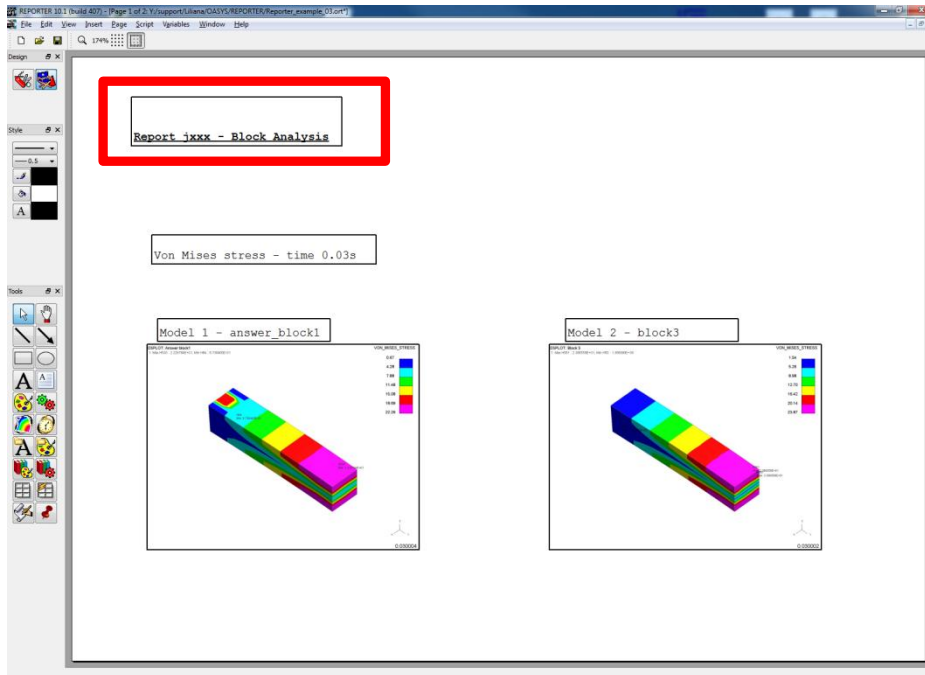 REPORTER 10.1 (build 407) - [Page 1 of 2: Y:/support/Liliana/OASYS/REPORTER/Reporter_example_03.ort*]
File Edit View Insert Page Script Variables Window Help
174%
Design
Style
0.5
A
Tools
A A
A
Report jxxx - Block Analysis
Von Mises stress - time 0.03s
Model 1 - answer_block1
VON_MISES_STRESS
0.030004
Model 2 - block3
VON_MISES_STRESS
0.030002